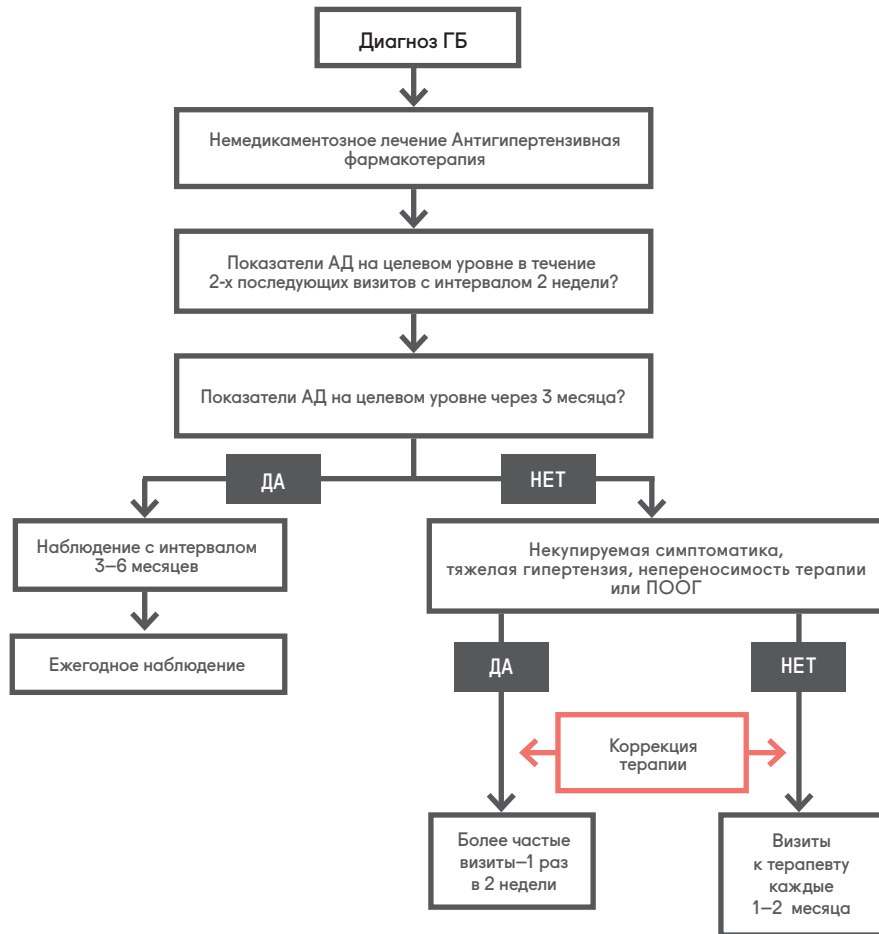 Диагноз ГБ
Немедикаментозное лечение Антигипертензивная
фармакотерапия
Показатели АД на целевом уровне в течение
2-х последующих визитов с интервалом 2 недели?
Показатели АД на целевом уровне через 3 месяца?
ДА
НЕТ
Наблюдение с интервалом
3–6 месяцев
Некупируемая симптоматика,
тяжелая гипертензия, непереносимость терапии
или ПООГ
Ежегодное наблюдение
ДА
НЕТ
Коррекция
терапии
Более частые
визиты–1 раз
в 2 недели
Визиты
к терапевту
каждые
1–2 месяца